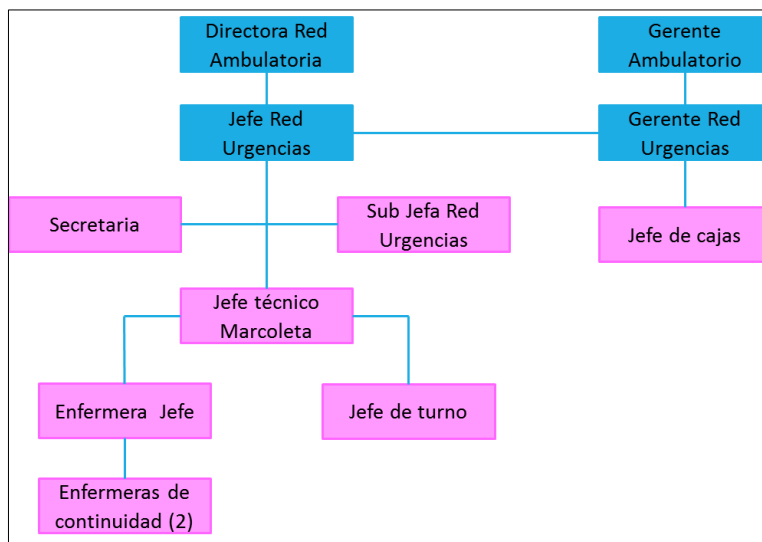 Directora Red
Ambulatoria
Gerente
Ambulatorio
Jefe Red
Urgencias
Gerente Red
Urgencias
Secretaria
Sub Jefa Red
Urgencias
Jefe de cajas
Jefe técnico
Marcoleta
Enfermera Jefe
Jefe de turno
Enfermeras de
continuidad (2)